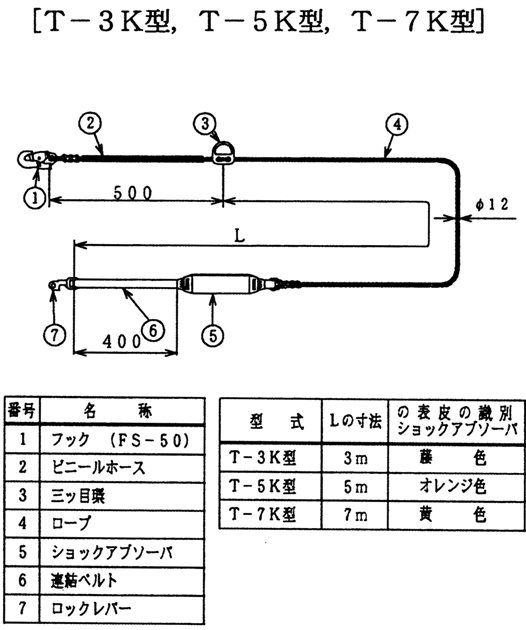 [T－3K型，T－5K型，T－7K型]
2
3
4
1
500
φ12
L
7
400
6
5
番号 名 称
1 フック （FS－50）
2 ビニールホース
3 三ッ目環
4 ロープ
5 ショックアブソーバ
6 連結ベルト
7 ロックレバー
型 式 Lの寸法 の表皮の識別
ショックアブソーバ
T－3K型 3m 藤 色
T－5K型 5m オレンジ色
T－7K型 7m 黄 色